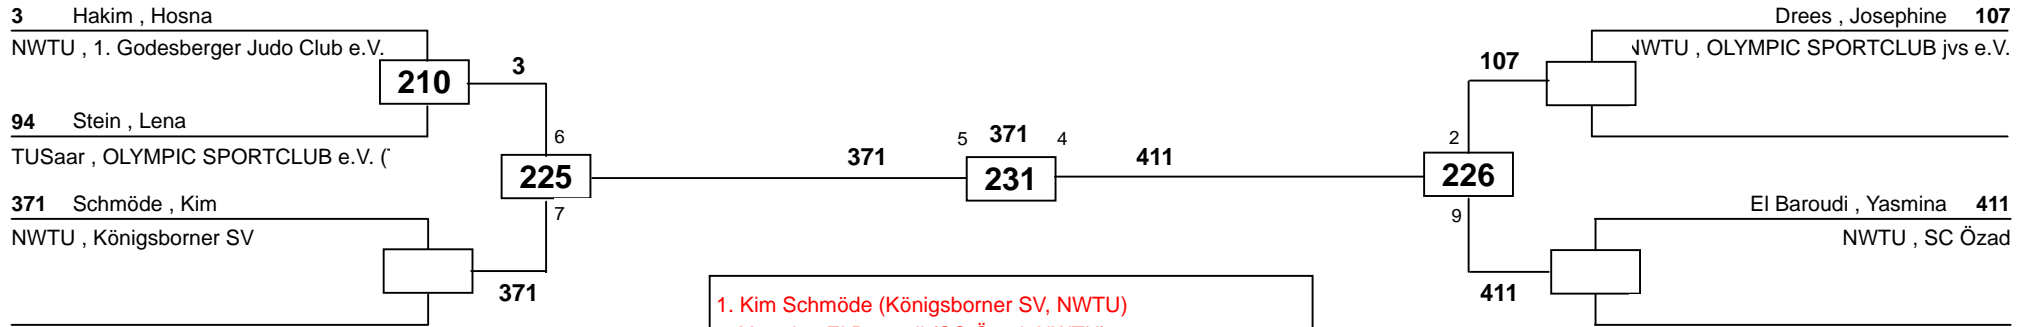 3 Hakim , Hosna
NWTU , 1. Godesberger Judo Club e.V.
210
3
94 Stein , Lena
TUSaar , OLYMPIC SPORTCLUB e.V. (
6
225
7
371 Schmöde , Kim
NWTU , Königsborner SV
371
371
5 371 4
231
411
Drees , Josephine 107
NWTU , OLYMPIC SPORTCLUB jvs e.V.
107
2
226
9
El Baroudi , Yasmina 411
NWTU , SC Özad
411
1. Kim Schmöde (Königsborner SV, NWTU)